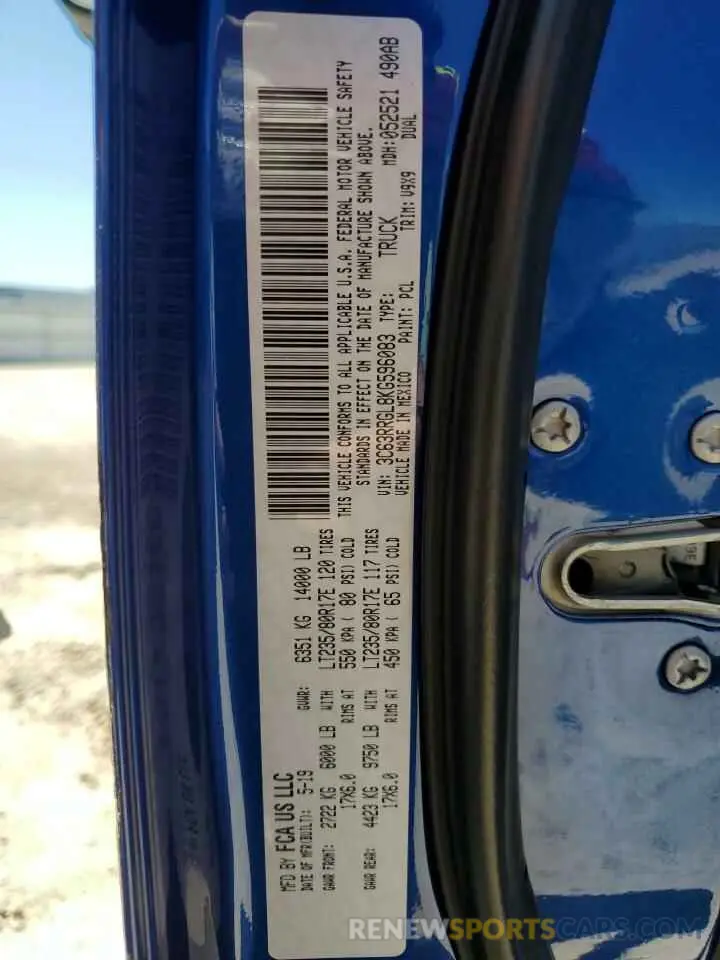 MFD BY FCA US LLC
DATE OF MFR(BUILT): 5-19 GVWR: 6351 KG 14000 LB
GAWR FRONT: 2722 KG 6000 LB WITH LT235/80R17E 120 TIRES
17X6.0 RIMS AT 550 KPA ( 80 PSI) COLD
GAWR REAR: 4423 KG 9750 LB WITH LT235/80R17E 117 TIRES
17X6.0 RIMS AT 450 KPA ( 65 PSI) COLD
THIS VEHICLE CONFORMS TO ALL APPLICABLE U.S.A. FEDERAL MOTOR VEHICLE SAFETY
STANDARDS IN EFFECT ON THE DATE OF MANUFACTURE SHOWN ABOVE.
VIN: 3C63RRGL8KG596083 TYPE: TRUCK MDH:052521 490AB
VEHICLE MADE IN MEXICO PAINT: PCL TRIM: V9X9 DUAL
RENEWSPORTSCAR.COM